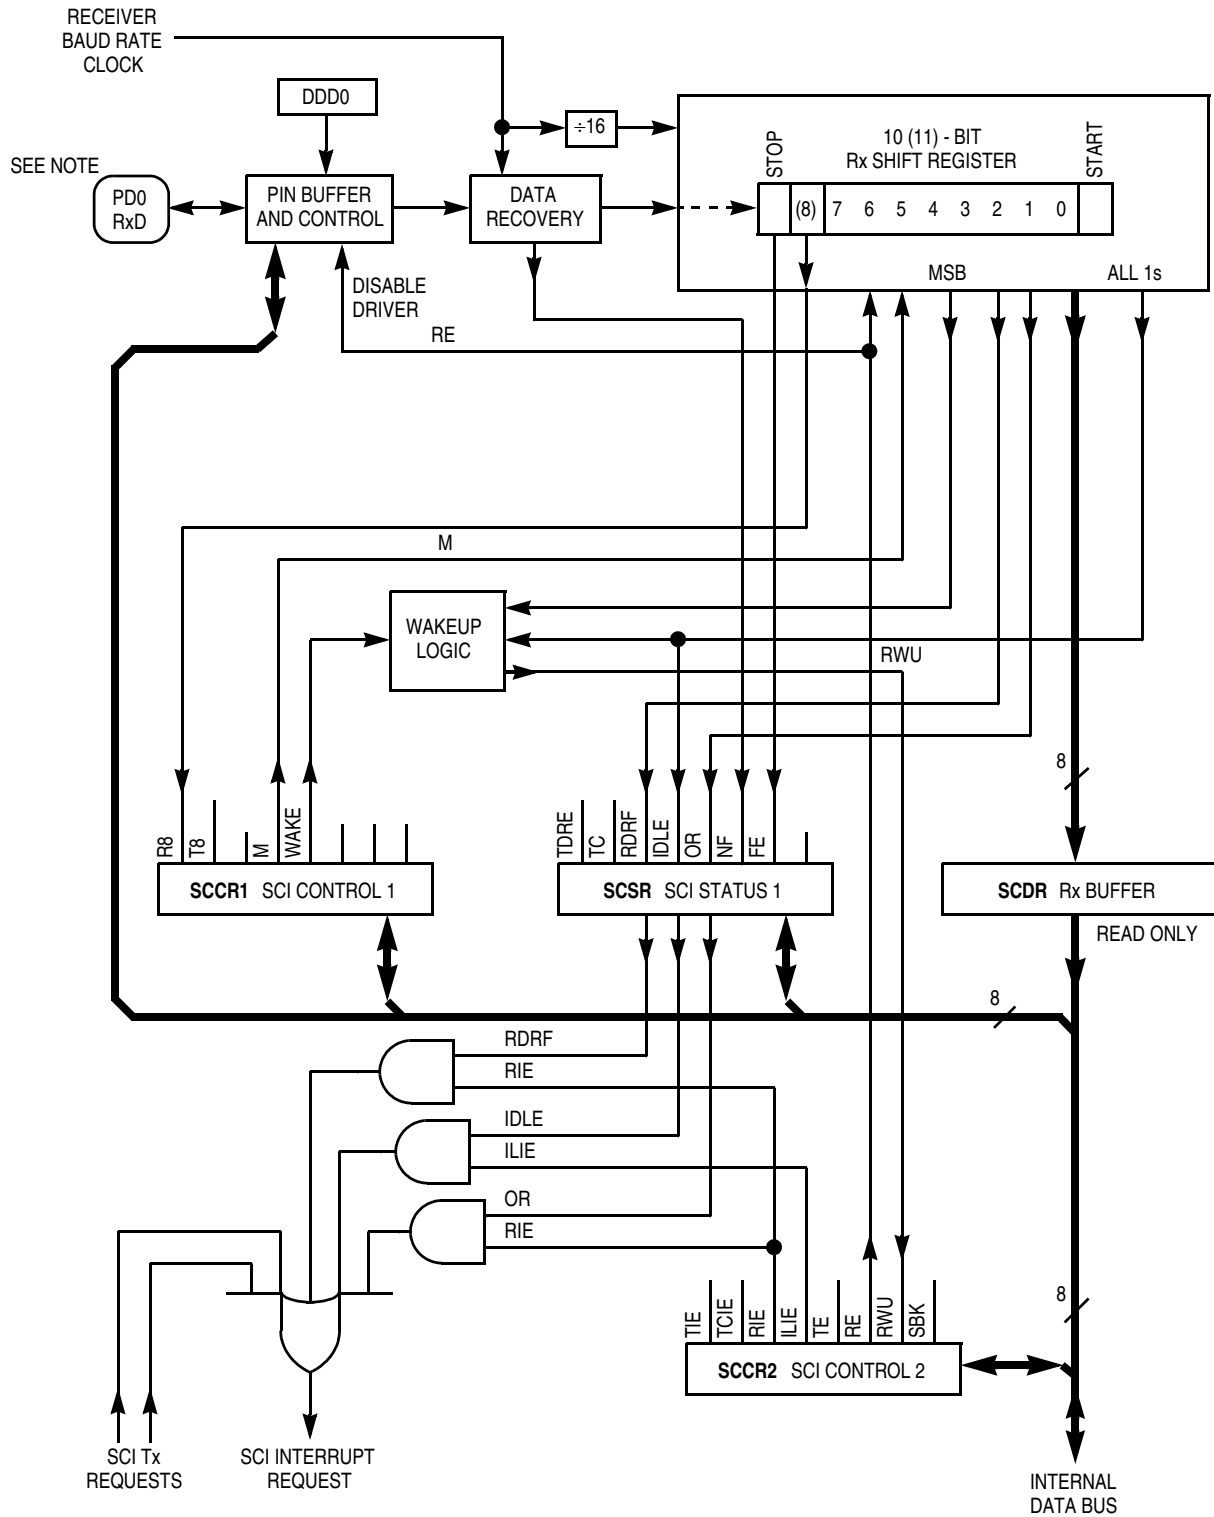 RECEIVER
BAUD RATE
CLOCK
DDD0
÷16
SEE NOTE
PD0
RxD
PIN BUFFER
AND CONTROL
DATA
RECOVERY
10 (11) - BIT
Rx SHIFT REGISTER
STOP
START
(8) 7 6 5 4 3 2 1 0
MSB
ALL 1s
DISABLE
DRIVER
RE
M
WAKEUP
LOGIC
RWU
8
R8
T8
M
WAKE
SCCR1 SCI CONTROL 1
TDRE
TC
RDRF
IDLE
OR
NF
FE
SCSR SCI STATUS 1
SCDR Rx BUFFER
READ ONLY
8
RDRF
RIE
IDLE
ILIE
OR
RIE
8
TIE
TCIE
RIE
ILIE
TE
RE
RWU
SBK
SCCR2 SCI CONTROL 2
SCI Tx
REQUESTS
SCI INTERRUPT
REQUEST
INTERNAL
DATA BUS